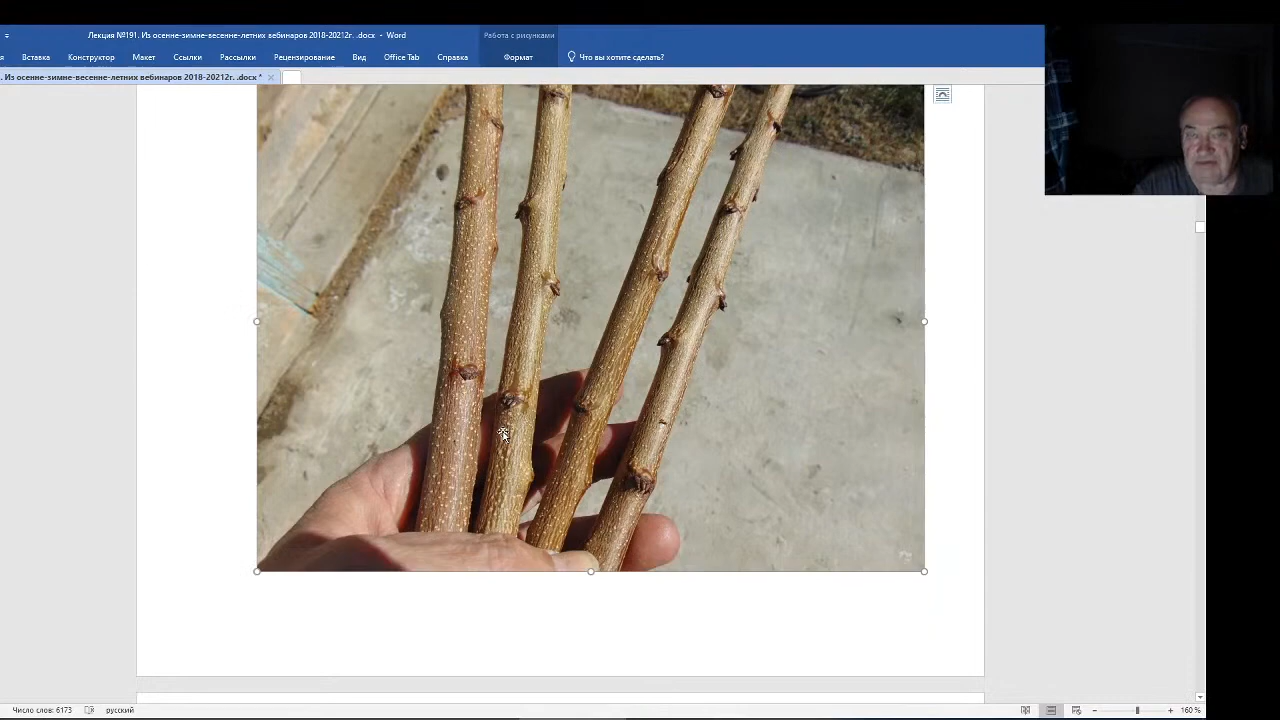 Лекция №191. Из осенне-зимне-весенне-летних вебинаров 2018-20212г. .docx - Word
Работа с рисунками
я Вставка Конструктор Макет Ссылки Рассылки Рецензирование Вид Office Tab Справка Формат Что вы хотите сделать?
. Из осенне-зимне-весенне-летних вебинаров 2018-20212г. .docx *
Число слов: 6173 русский 160 %